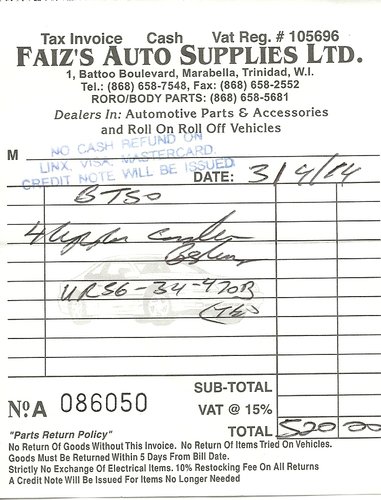 Tax Invoice Cash Vat Reg. # 105696
FAIZ'S AUTO SUPPLIES LTD.
1, Battoo Boulevard, Marabella, Trinidad, W.I.
Tel.: (868) 658-7548, Fax: (868) 658-2552
RORO/BODY PARTS: (868) 658-5681
Dealers In: Automotive Parts & Accessories
and Roll On Roll Off Vehicles
NO CASH REFUND ON
LINX, VISA, MASTERCARD.
CREDIT NOTE WILL BE ISSUED
M
DATE: 3/9/14
BT50
4 upper
UR56-34-470B
SUB-TOTAL
No. A 086050
VAT @ 15%
TOTAL 520.00
"Parts Return Policy"
No Return Of Goods Without This Invoice. No Return Of Items Tried On Vehicles.
Goods Must Be Returned Within 5 Days From Bill Date.
Strictly No Exchange Of Electrical Items. 10% Restocking Fee On All Returns
A Credit Note Will Be Issued For Items No Longer Needed